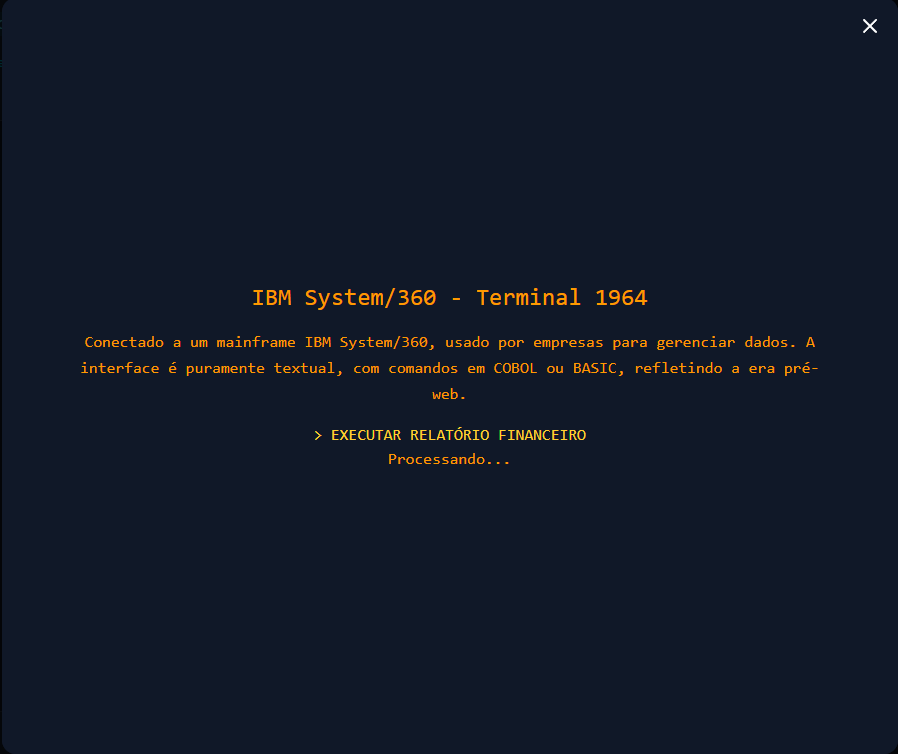 IBM System/360 - Terminal 1964
Conectado a um mainframe IBM System/360, usado por empresas para gerenciar dados. A
interface é puramente textual, com comandos em COBOL ou BASIC, refletindo a era pré-
web.
> EXECUTAR RELATÓRIO FINANCEIRO
Processando...